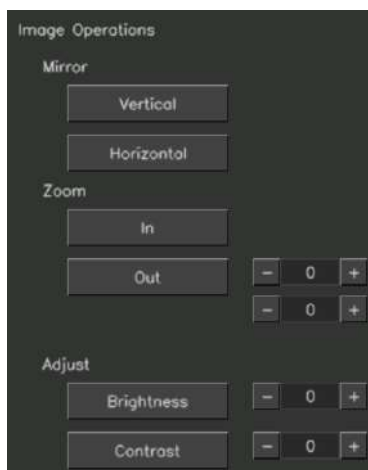 Image Operations
Mirror
Vertical
Horizontal
Zoom
In
Out - 0 +
- 0 +
Adjust
Brightness - 0 +
Contrast - 0 +